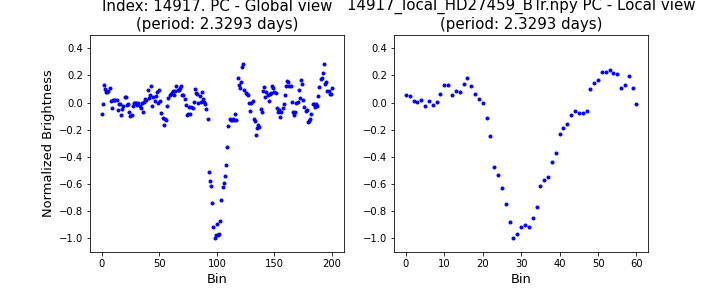 Index: 14917. PC - Global view
(period: 2.3293 days)
14917_local_HD27459_BTr.npy PC - Local view
(period: 2.3293 days)
Normalized Brightness
0.4
0.2
0.0
−0.2
−0.4
−0.6
−0.8
−1.0
0 50 100 150 200
Bin
0.4
0.2
0.0
−0.2
−0.4
−0.6
−0.8
−1.0
0 10 20 30 40 50 60
Bin